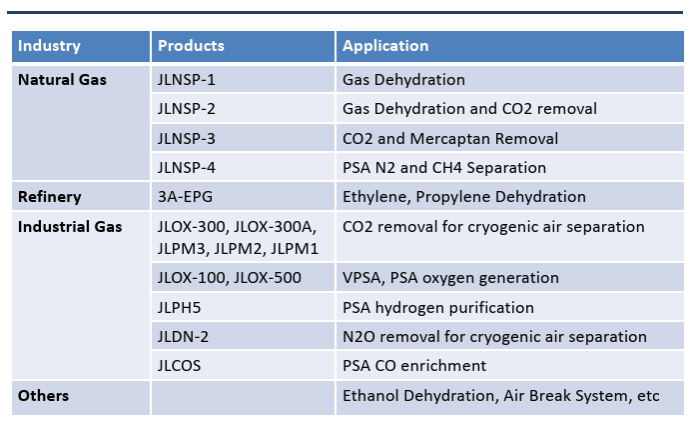 Industry Products Application
Natural Gas JLNSP-1 Gas Dehydration
JLNSP-2 Gas Dehydration and CO2 removal
JLNSP-3 CO2 and Mercaptan Removal
JLNSP-4 PSA N2 and CH4 Separation
Refinery 3A-EPG Ethylene, Propylene Dehydration
Industrial Gas JLOX-300, JLOX-300A, CO2 removal for cryogenic air separation
JLPM3, JLPM2, JLPM1
JLOX-100, JLOX-500 VPSA, PSA oxygen generation
JLPH5 PSA hydrogen purification
JLDN-2 N2O removal for cryogenic air separation
JLCOS PSA CO enrichment
Others Ethanol Dehydration, Air Break System, etc